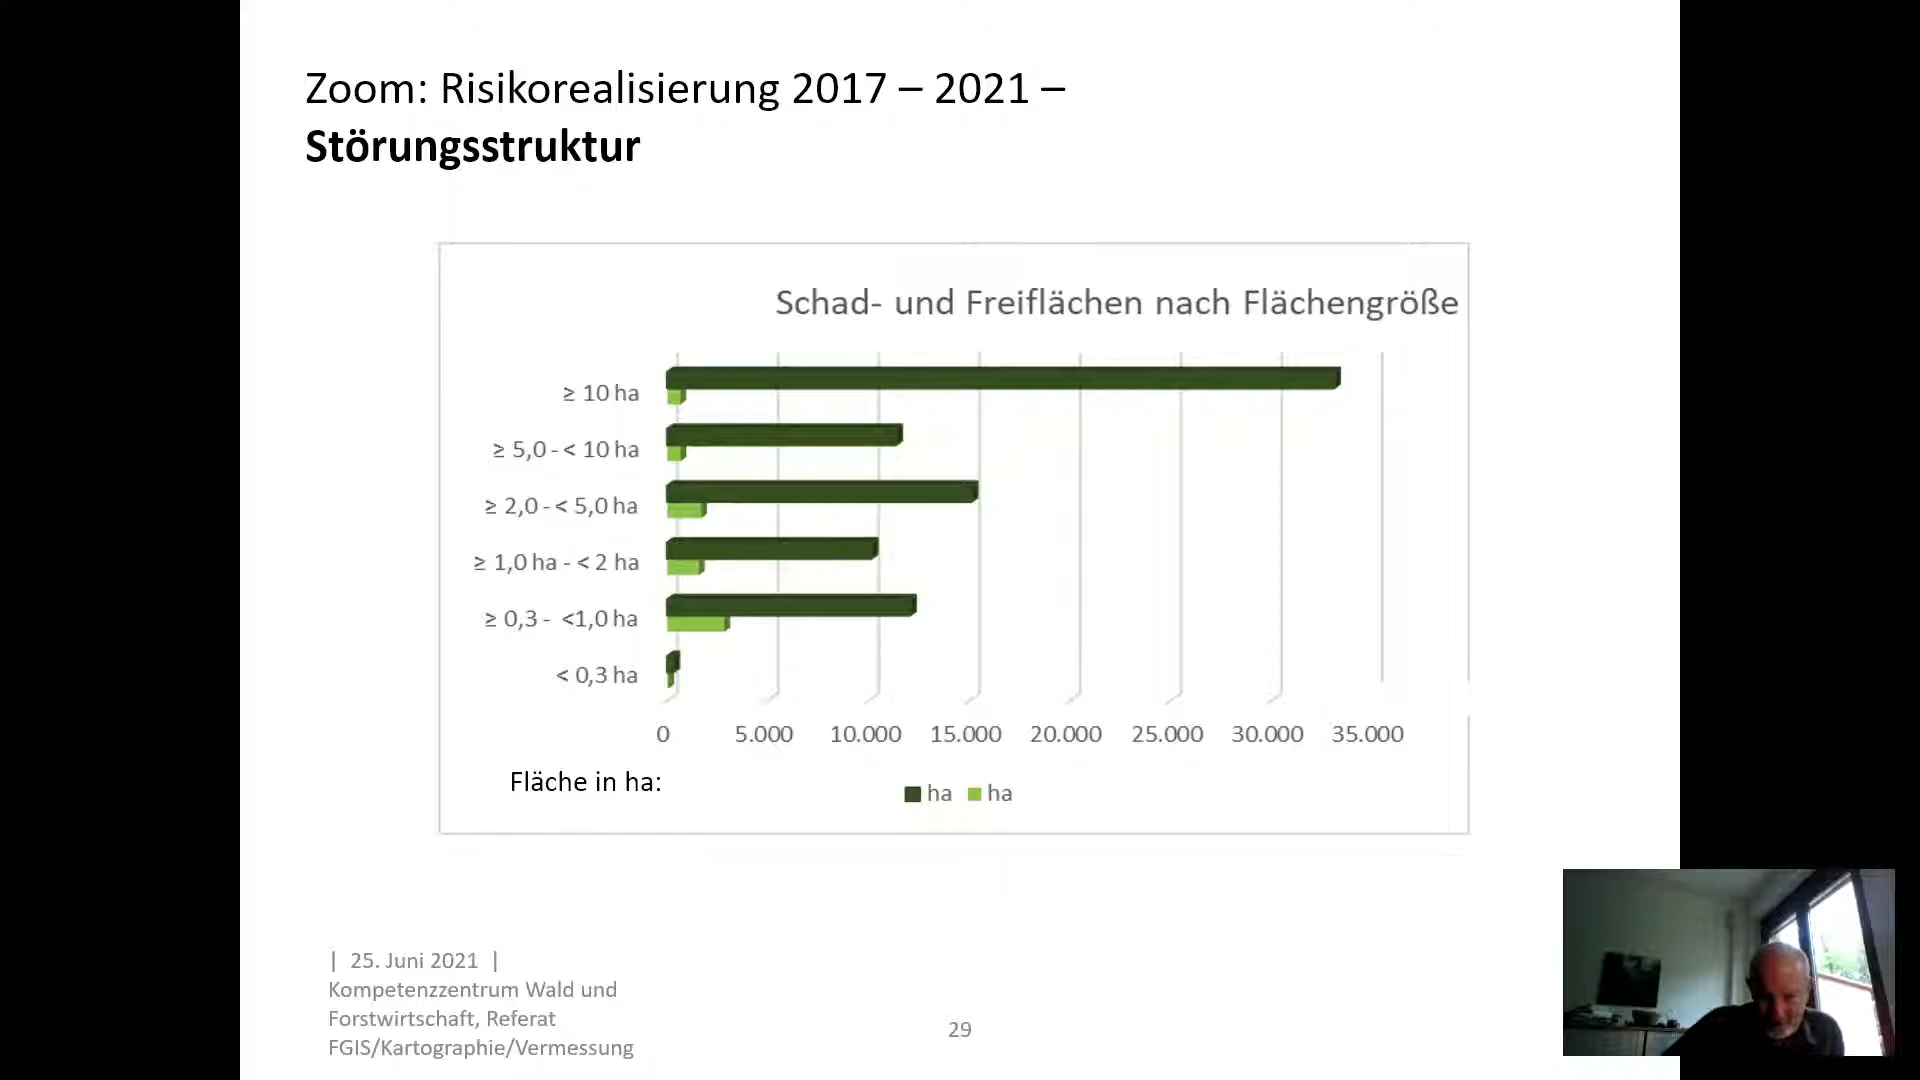 Zoom: Risikorealisierung 2017 – 2021 –
Störungsstruktur
Schad- und Freiflächen nach Flächengröße
≥ 10 ha
≥ 5,0 - < 10 ha
≥ 2,0 - < 5,0 ha
≥ 1,0 ha - < 2 ha
≥ 0,3 - <1,0 ha
< 0,3 ha
0 5.000 10.000 15.000 20.000 25.000 30.000 35.000
Fläche in ha:
ha ha
| 25. Juni 2021 |
Kompetenzzentrum Wald und
Forstwirtschaft, Referat
FGIS/Kartographie/Vermessung
29